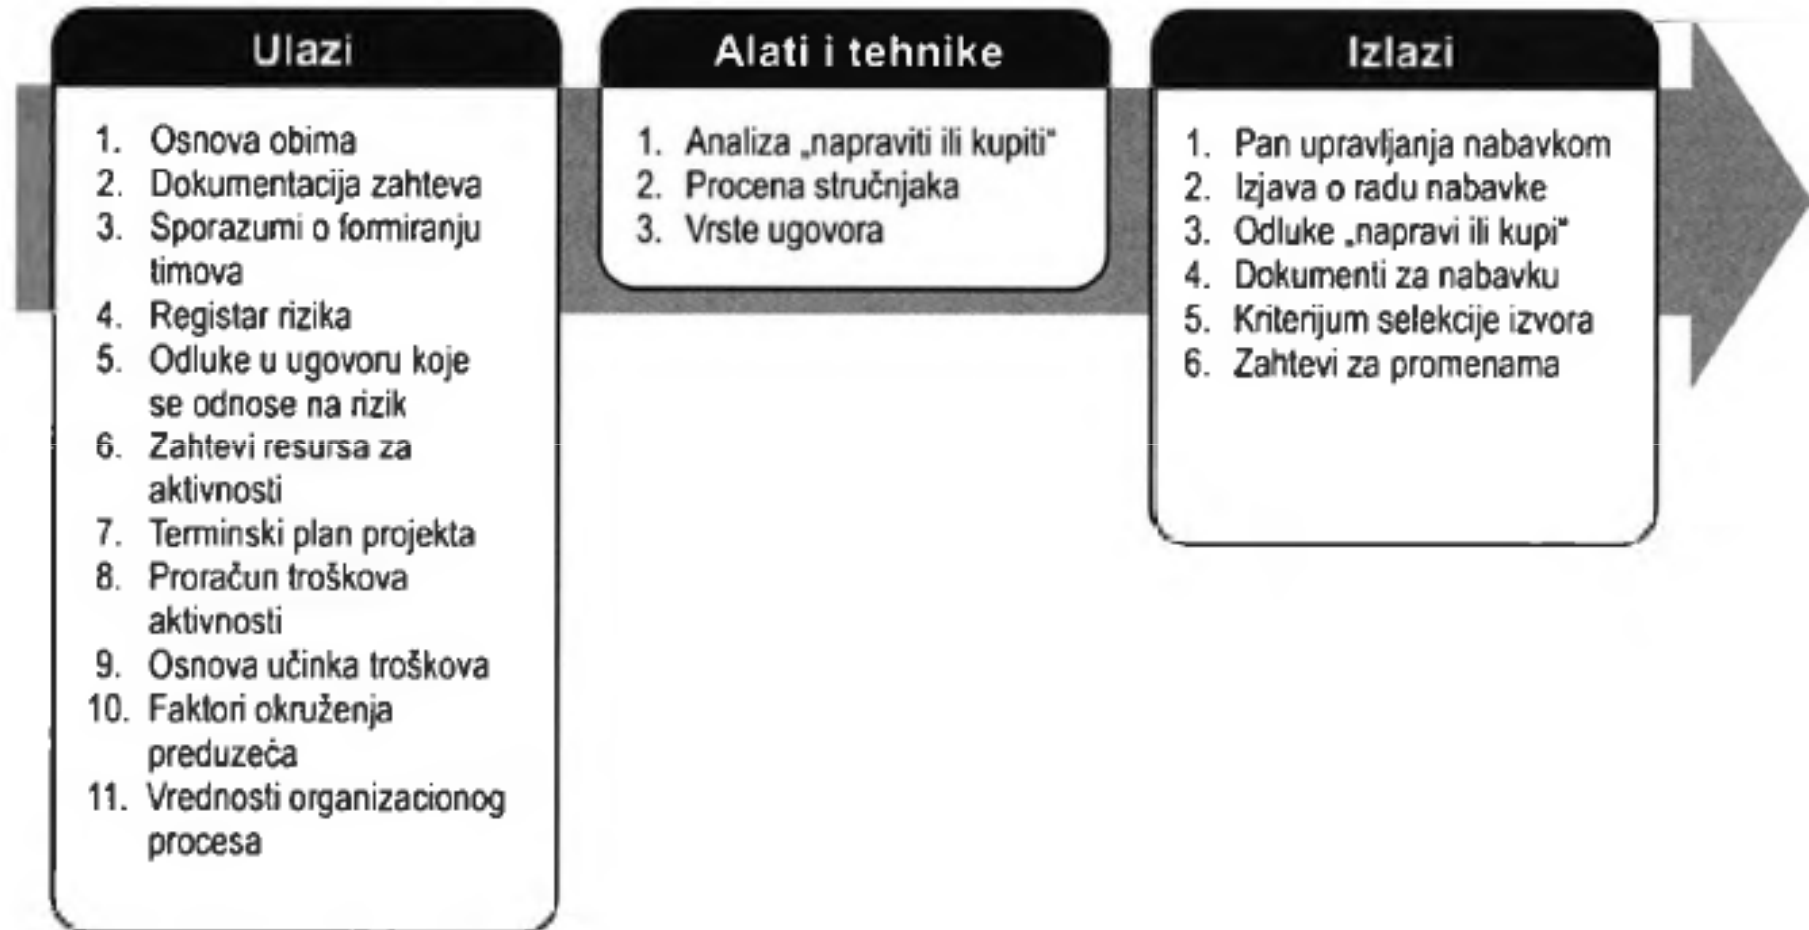 Ulazi
1. Osnova obima
2. Dokumentacija zahteva
3. Sporazumi o formiranju
timova
4. Registar rizika
5. Odluke u ugovoru koje
se odnose na rizik
6. Zahtevi resursa za
aktivnosti
7. Terminski plan projekta
8. Proračun troškova
aktivnosti
9. Osnova učinka troškova
10. Faktori okruženja
preduzeća
11. Vrednosti organizacionog
procesa
Alati i tehnike
1. Analiza „napraviti ili kupiti“
2. Procena stručnjaka
3. Vrste ugovora
Izlazi
1. Pan upravljanja nabavkom
2. Izjava o radu nabavke
3. Odluke „napravi ili kupi“
4. Dokumenti za nabavku
5. Kriterijum selekcije izvora
6. Zahtevi za promenama